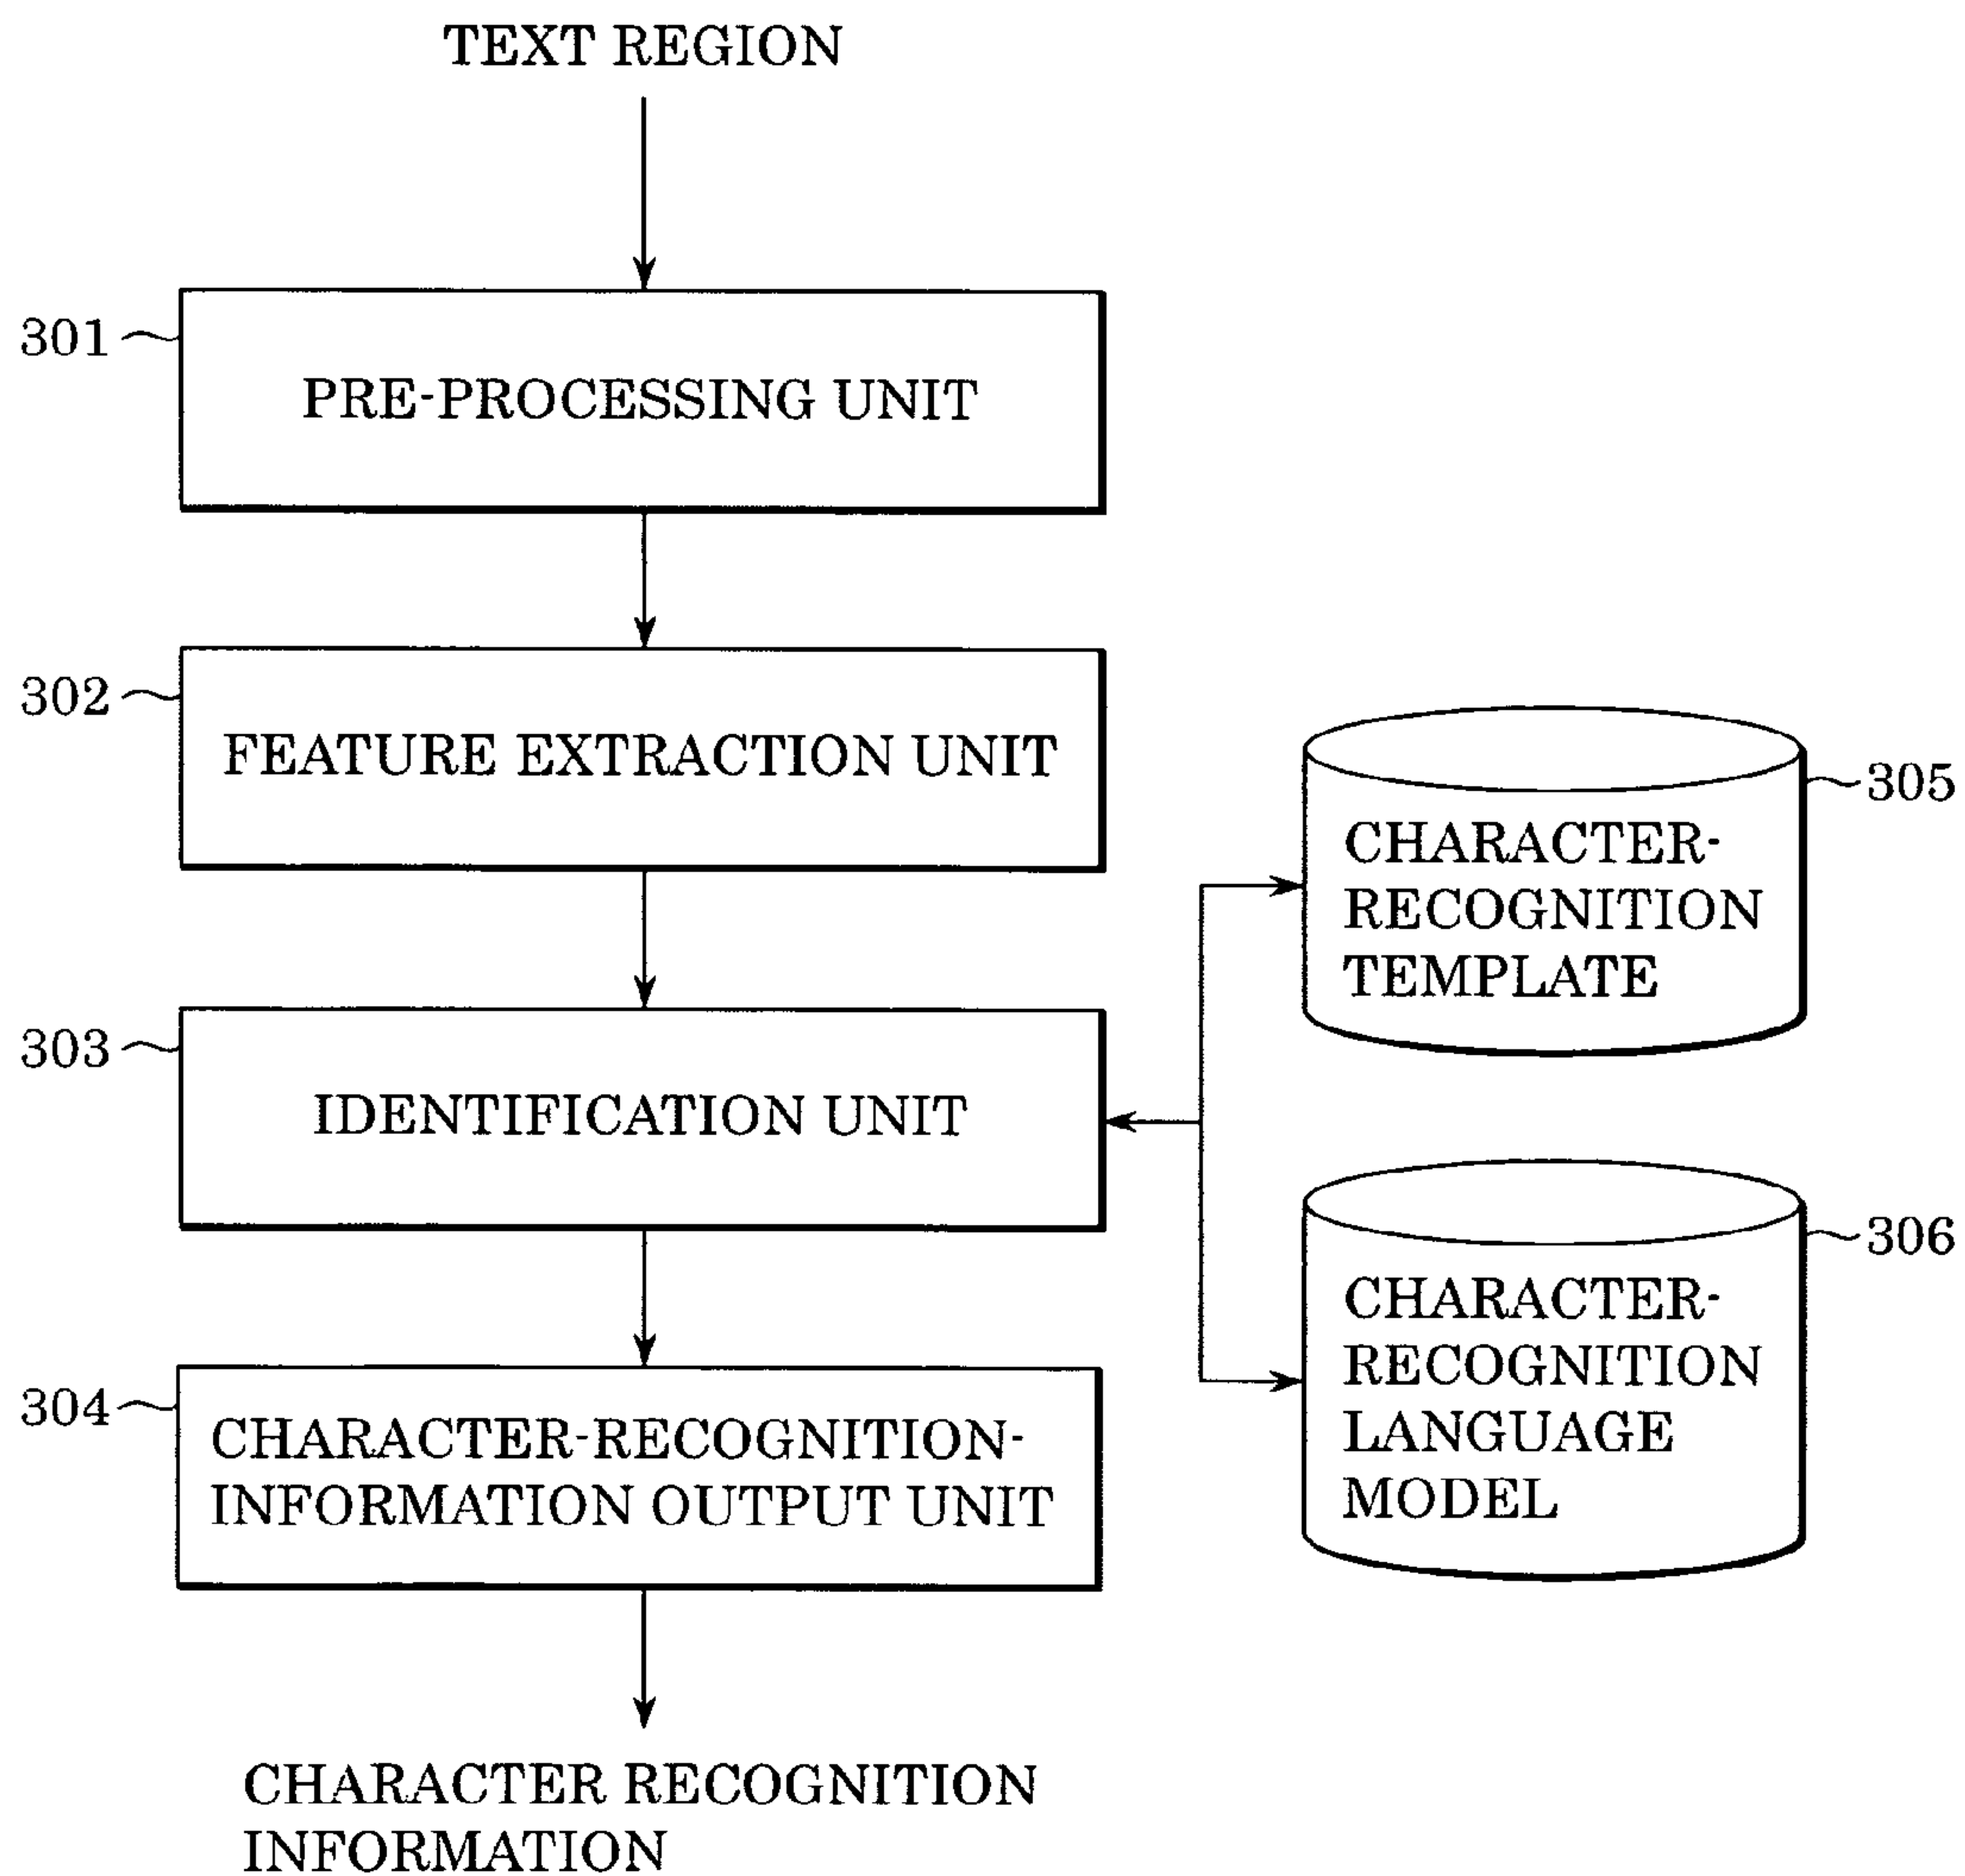 TEXT REGION
301
PRE-PROCESSING UNIT
302
FEATURE EXTRACTION UNIT
305
CHARACTER-
RECOGNITION
TEMPLATE
303
IDENTIFICATION UNIT
306
CHARACTER-
RECOGNITION
LANGUAGE
MODEL
304
CHARACTER-RECOGNITION-
INFORMATION OUTPUT UNIT
CHARACTER RECOGNITION
INFORMATION